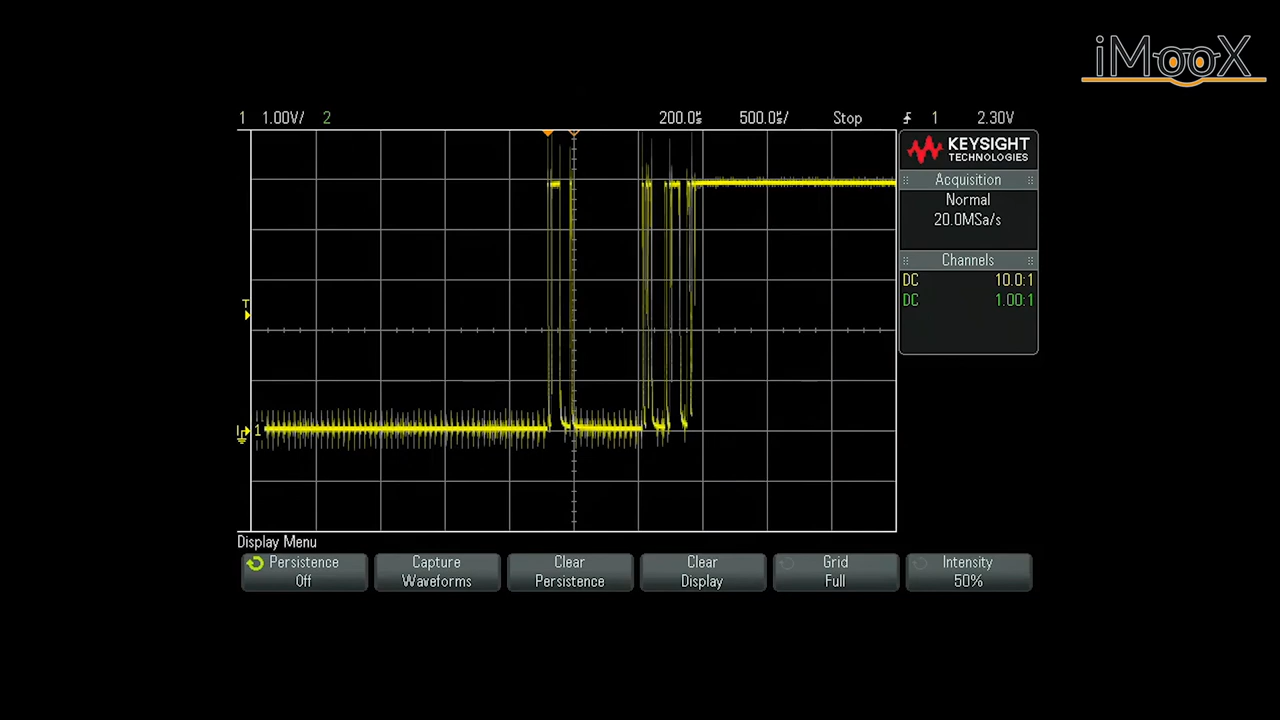 iMooX
1 1.00V/ 2 200.0㎲ 500.0㎲/ Stop 1 2.30V
KEYSIGHT
TECHNOLOGIES
Acquisition
Normal
20.0MSa/s
Channels
DC 10.0:1
DC 1.00:1
T
1
Display Menu
Persistence
Off
Capture
Waveforms
Clear
Persistence
Clear
Display
Grid
Full
Intensity
50%